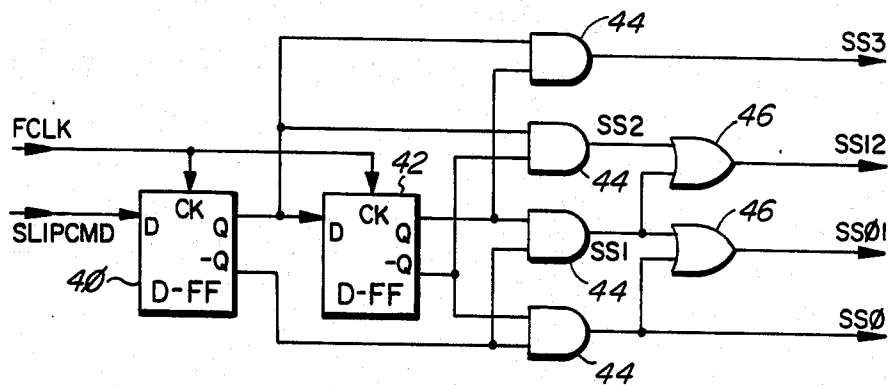 44
SS3
FCLK
SS2
46
SS12
42
44
SLIPCMD
D
CK
Q
-Q
D-FF
40
D
CK
Q
-Q
D-FF
SS1
46
SSØ1
44
SSØ
44